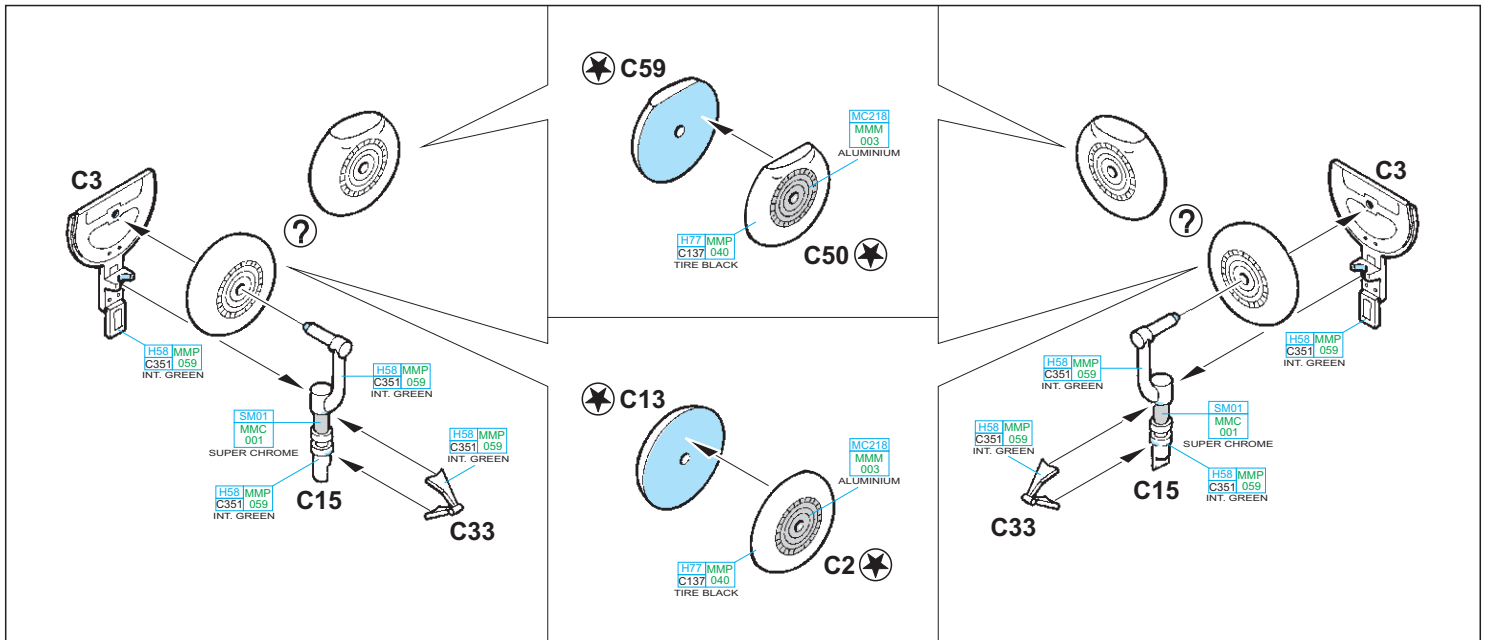 C3
?
H58 MMP
C351 059
INT. GREEN
H58 MMP
C351 059
INT. GREEN
SM01
MMC
001
SUPER CHROME
H58 MMP
C351 059
INT. GREEN
H58 MMP
C351 059
INT. GREEN
C15
C33
C59
MC218
MMM
003
ALUMINIUM
H77 MMP
C137 040
TIRE BLACK
C50
C13
MC218
MMM
003
ALUMINIUM
H77 MMP
C137 040
TIRE BLACK
C2
C3
?
H58 MMP
C351 059
INT. GREEN
H58 MMP
C351 059
INT. GREEN
SM01
MMC
001
SUPER CHROME
H58 MMP
C351 059
INT. GREEN
H58 MMP
C351 059
INT. GREEN
C15
C33